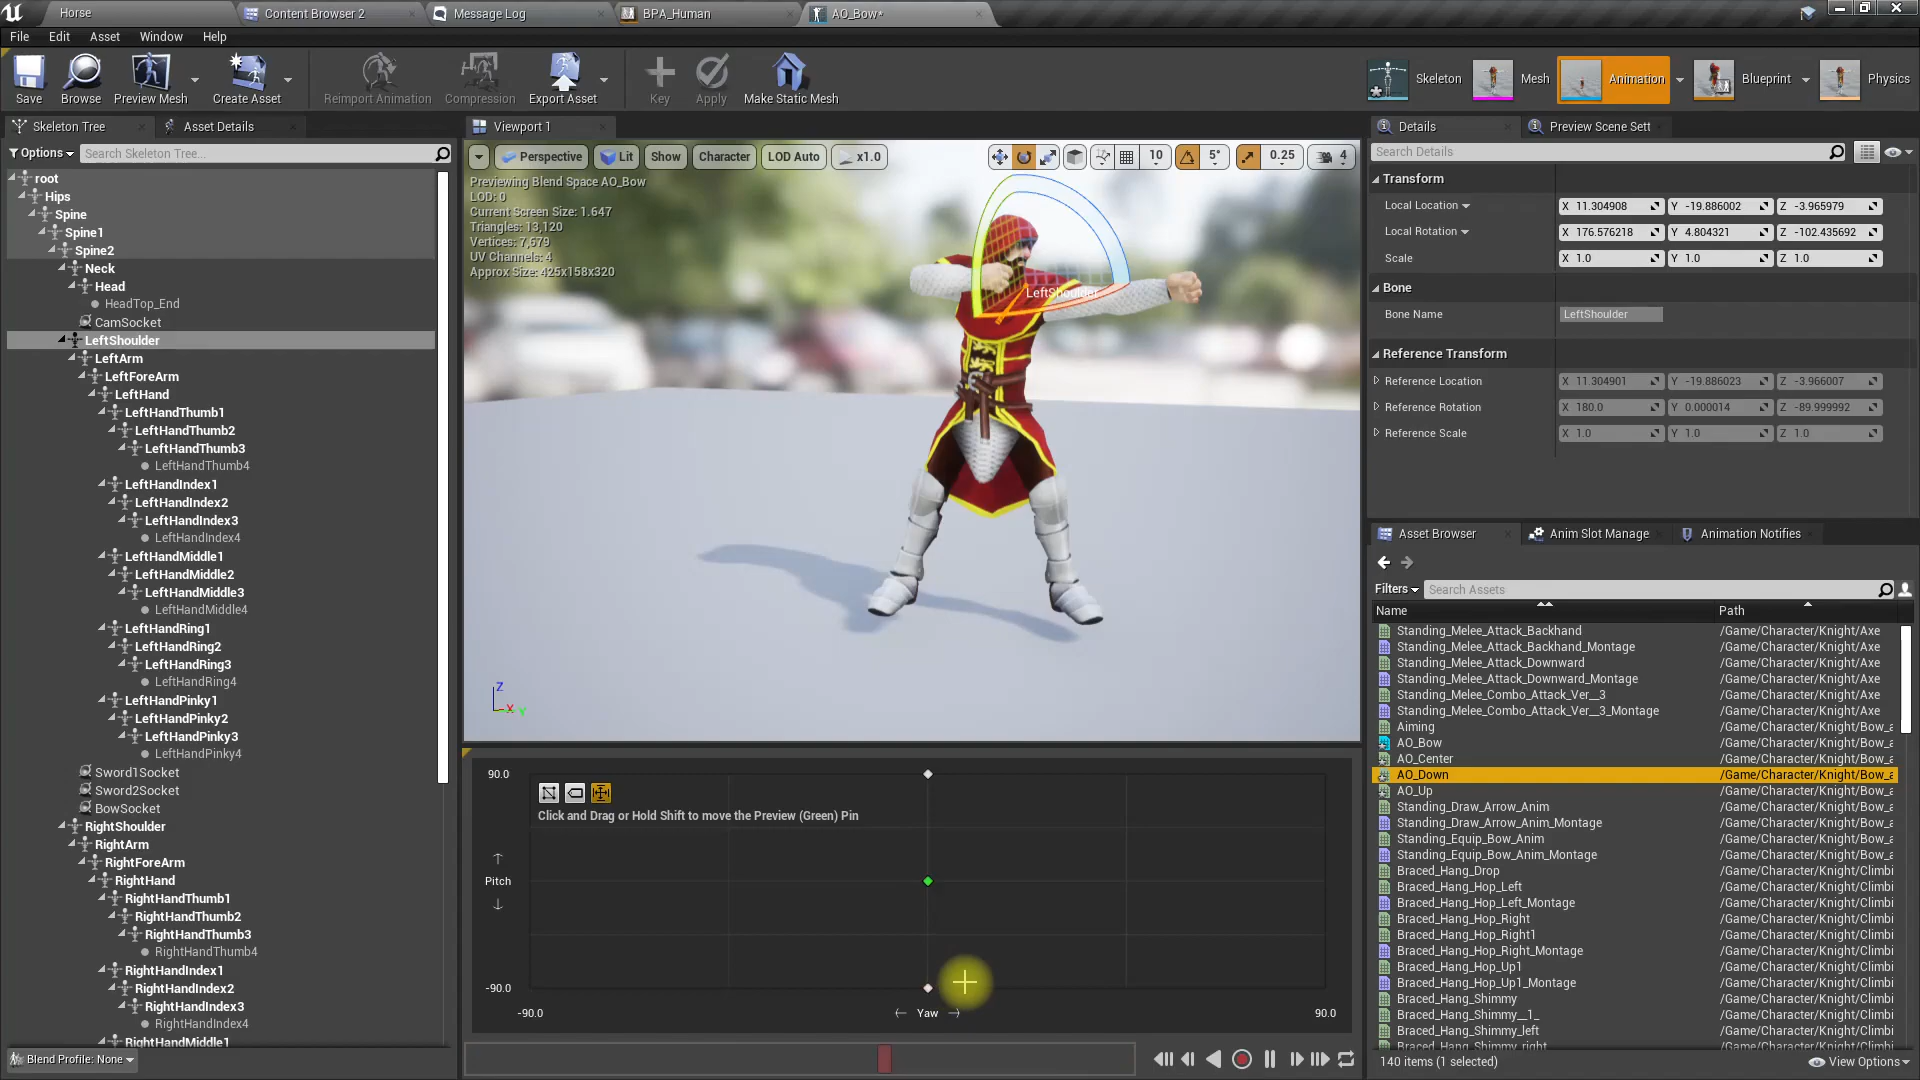 Horse
Content Browser 2
Message Log
BPA_Human
AO_Bow*
File
Edit
Asset
Window
Help
Save
Browse
Preview Mesh
Create Asset
Reimport Animation
Compression
Export Asset
Key
Apply
Make Static Mesh
Skeleton
Mesh
Animation
Blueprint
Physics
Skeleton Tree
Asset Details
Options
Search Skeleton Tree...
root
Hips
Spine
Spine1
Spine2
Neck
Head
HeadTop_End
CamSocket
LeftShoulder
LeftArm
LeftForeArm
LeftHand
LeftHandThumb1
LeftHandThumb2
LeftHandThumb3
LeftHandThumb4
LeftHandIndex1
LeftHandIndex2
LeftHandIndex3
LeftHandIndex4
LeftHandMiddle1
LeftHandMiddle2
LeftHandMiddle3
LeftHandMiddle4
LeftHandRing1
LeftHandRing2
LeftHandRing3
LeftHandRing4
LeftHandPinky1
LeftHandPinky2
LeftHandPinky3
LeftHandPinky4
Sword1Socket
Sword2Socket
BowSocket
RightShoulder
RightArm
RightForeArm
RightHand
RightHandThumb1
RightHandThumb2
RightHandThumb3
RightHandThumb4
RightHandIndex1
RightHandIndex2
RightHandIndex3
RightHandIndex4
RightHandMiddle1
Blend Profile: None
Viewport 1
Perspective
Lit
Show
Character
LOD Auto
x1.0
10
5°
0.25
4
Previewing Blend Space AO_Bow
LOD: 0
Current Screen Size: 1.647
Triangles: 13,120
Vertices: 7,679
UV Channels: 4
Approx Size: 425x158x320
LeftShoulder
Z
X
Y
90.0
Click and Drag or Hold Shift to move the Preview (Green) Pin
Pitch
-90.0
-90.0
Yaw
90.0
Details
Preview Scene Sett
Search Details
Transform
Local Location X 11.304908 Y -19.886002 Z -3.965979
Local Rotation X 176.576218 Y 4.804321 Z -102.435692
Scale X 1.0 Y 1.0 Z 1.0
Bone
Bone Name LeftShoulder
Reference Transform
Reference Location X 11.304901 Y -19.886023 Z -3.966007
Reference Rotation X 180.0 Y 0.000014 Z -89.999992
Reference Scale X 1.0 Y 1.0 Z 1.0
Asset Browser
Anim Slot Manage
Animation Notifies
Filters
Search Assets
Name Path
Standing_Melee_Attack_Backhand /Game/Character/Knight/Axe
Standing_Melee_Attack_Backhand_Montage /Game/Character/Knight/Axe
Standing_Melee_Attack_Downward /Game/Character/Knight/Axe
Standing_Melee_Attack_Downward_Montage /Game/Character/Knight/Axe
Standing_Melee_Combo_Attack_Ver__3 /Game/Character/Knight/Axe
Standing_Melee_Combo_Attack_Ver__3_Montage /Game/Character/Knight/Axe
Aiming /Game/Character/Knight/Bow_a
AO_Bow /Game/Character/Knight/Bow_a
AO_Center /Game/Character/Knight/Bow_a
AO_Down /Game/Character/Knight/Bow_a
AO_Up /Game/Character/Knight/Bow_a
Standing_Draw_Arrow_Anim /Game/Character/Knight/Bow_a
Standing_Draw_Arrow_Anim_Montage /Game/Character/Knight/Bow_a
Standing_Equip_Bow_Anim /Game/Character/Knight/Bow_a
Standing_Equip_Bow_Anim_Montage /Game/Character/Knight/Bow_a
Braced_Hang_Drop /Game/Character/Knight/Climbi
Braced_Hang_Hop_Left /Game/Character/Knight/Climbi
Braced_Hang_Hop_Left_Montage /Game/Character/Knight/Climbi
Braced_Hang_Hop_Right /Game/Character/Knight/Climbi
Braced_Hang_Hop_Right1 /Game/Character/Knight/Climbi
Braced_Hang_Hop_Right_Montage /Game/Character/Knight/Climbi
Braced_Hang_Hop_Up1 /Game/Character/Knight/Climbi
Braced_Hang_Hop_Up1_Montage /Game/Character/Knight/Climbi
Braced_Hang_Shimmy /Game/Character/Knight/Climbi
Braced_Hang_Shimmy__1_ /Game/Character/Knight/Climbi
Braced_Hang_Shimmy_left /Game/Character/Knight/Climbi
Braced_Hang_Shimmy_right /Game/Character/Knight/Climbi
140 items (1 selected)
View Options